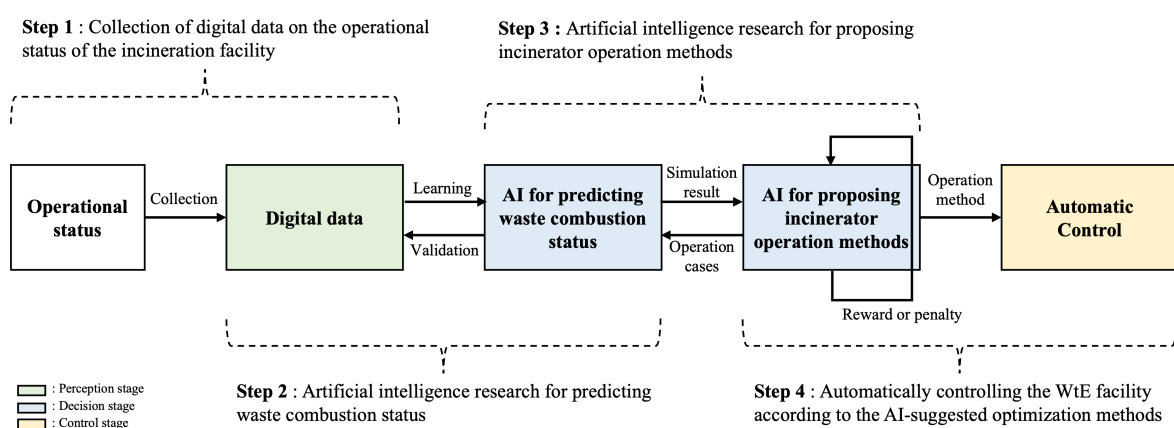 Step 1 : Collection of digital data on the operational
status of the incineration facility
Step 3 : Artificial intelligence research for proposing
incinerator operation methods
Operational
status
Collection
Digital data
Learning
Validation
AI for predicting
waste combustion
status
Simulation
result
Operation
cases
AI for proposing
incinerator
operation methods
Reward or penalty
Operation
method
Automatic
Control
Step 2 : Artificial intelligence research for predicting
waste combustion status
Step 4 : Automatically controlling the WtE facility
according to the AI-suggested optimization methods
: Perception stage
: Decision stage
: Control stage